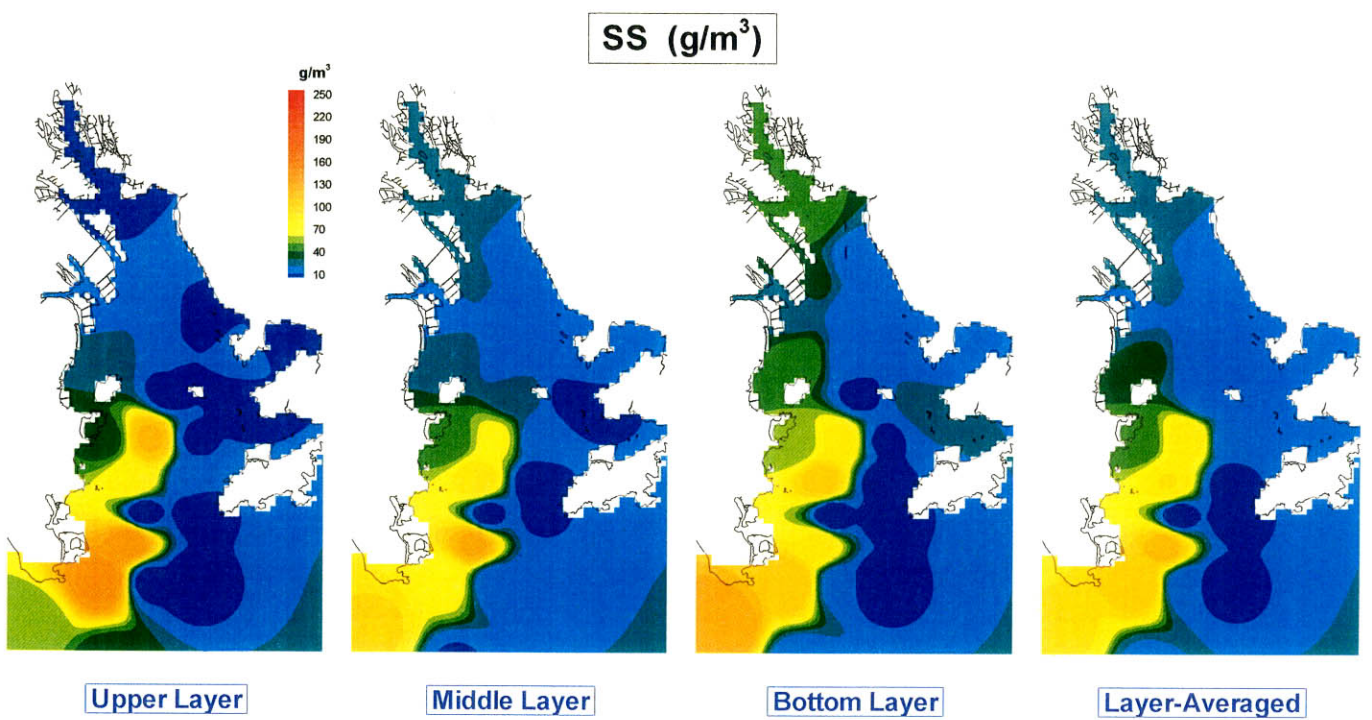 SS (g/m³)
g/m³
250
220
190
160
130
100
70
40
10
Upper Layer
Middle Layer
Bottom Layer
Layer-Averaged